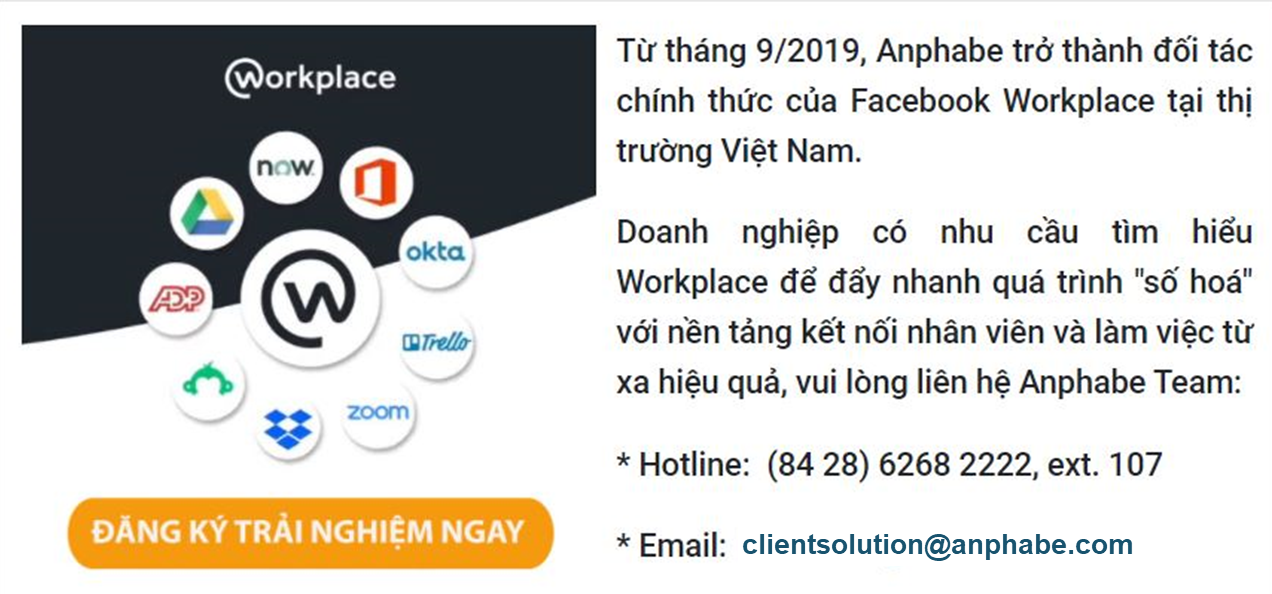 Workplace
now.
okta
ADP
Trello
zoom
ĐĂNG KÝ TRẢI NGHIỆM NGAY
Từ tháng 9/2019, Anphabe trở thành đối tác
chính thức của Facebook Workplace tại thị
trường Việt Nam.
Doanh nghiệp có nhu cầu tìm hiểu
Workplace để đẩy nhanh quá trình "số hoá"
với nền tảng kết nối nhân viên và làm việc từ
xa hiệu quả, vui lòng liên hệ Anphabe Team:
* Hotline: (84 28) 6268 2222, ext. 107
* Email: clientsolution@anphabe.com